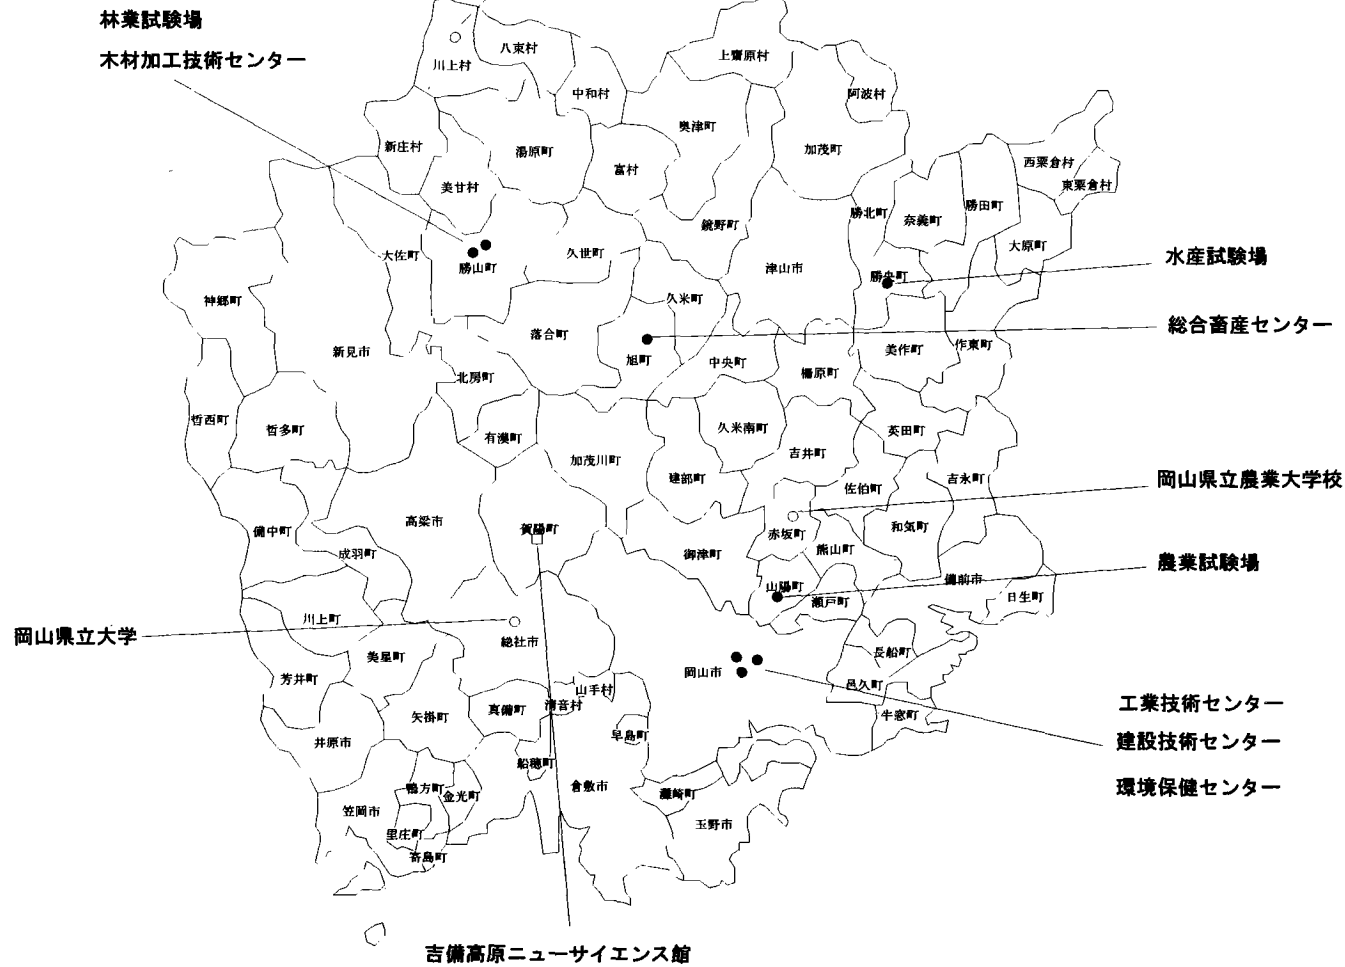 林業試験場
木材加工技術センター
川上村
八束村
上齋原村
中和村
阿波村
奥津町
新庄村
湯原町
加茂町
富村
西粟倉村
東粟倉村
美甘村
勝田町
勝北町
奈義町
鏡野町
大原町
大佐町
久世町
水産試験場
勝山町
津山市
勝央町
神郷町
久米町
総合畜産センター
落合町
新見市
旭町
中央町
美作町
作東町
柵原町
北房町
哲西町
哲多町
久米南町
英田町
有漢町
吉井町
加茂川町
建部町
佐伯町
吉永町
岡山県立農業大学校
高梁市
賀陽町
備中町
赤坂町
和気町
成羽町
御津町
熊山町
農業試験場
備前市
山陽町
瀬戸町
日生町
川上町
岡山県立大学
総社市
美星町
長船町
岡山市
芳井町
邑久町
山手村
清音村
工業技術センター
真備町
矢掛町
牛窓町
早島町
井原市
建設技術センター
船穂町
倉敷市
環境保健センター
鴨方町
金光町
灘崎町
笠岡市
玉野市
里庄町
寄島町
吉備高原ニューサイエンス館